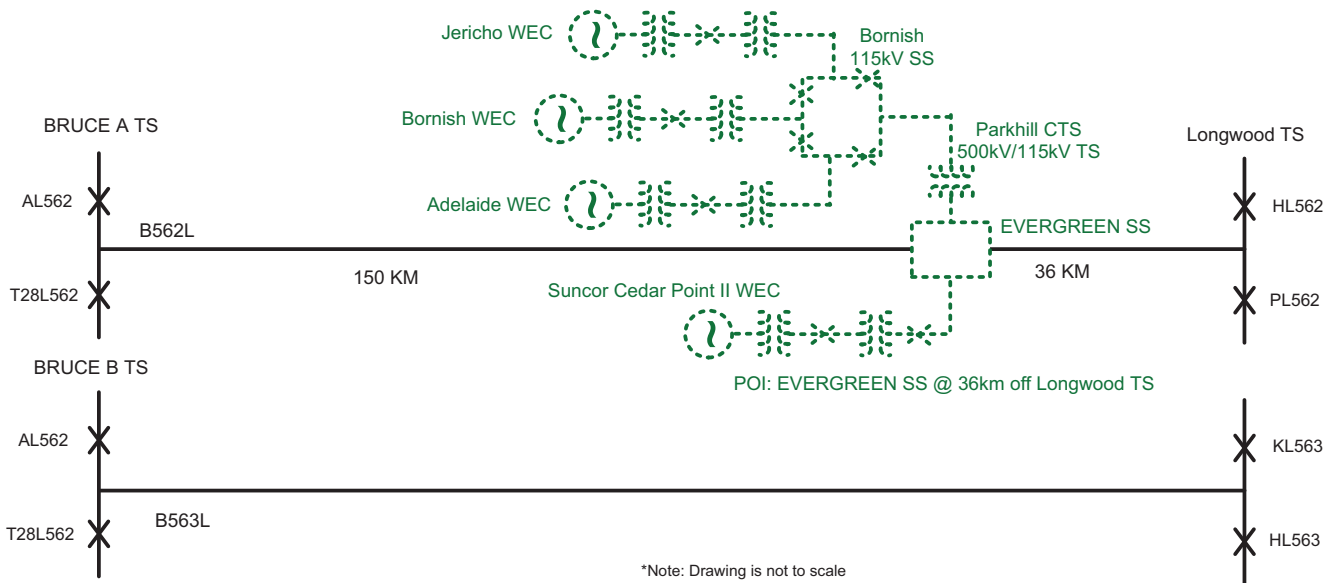 Jericho WEC
Bornish
115kV SS
Bornish WEC
BRUCE A TS
Parkhill CTS
500kV/115kV TS
Longwood TS
AL562
Adelaide WEC
HL562
B562L
EVERGREEN SS
150 KM
36 KM
T28L562
Suncor Cedar Point II WEC
PL562
BRUCE B TS
POI: EVERGREEN SS @ 36km off Longwood TS
AL562
KL563
B563L
T28L562
HL563
*Note: Drawing is not to scale